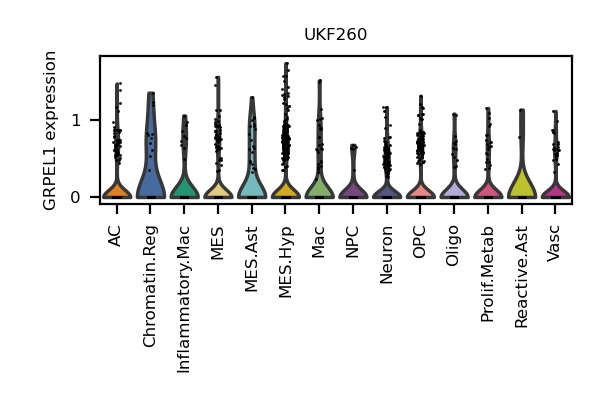 UKF260
GRPEL1 expression
1
0
AC
Chromatin.Reg
Inflammatory.Mac
MES
MES.Ast
MES.Hyp
Mac
NPC
Neuron
OPC
Oligo
Prolif.Metab
Reactive.Ast
Vasc